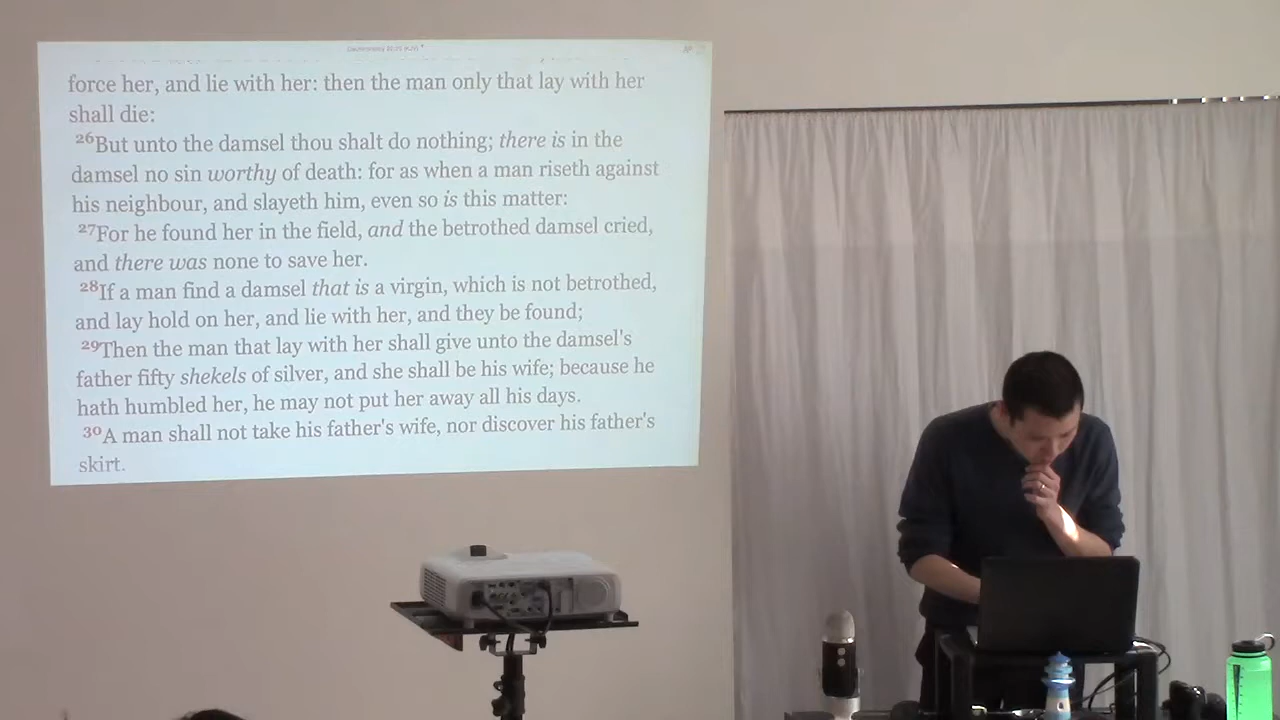 force her, and lie with her: then the man only that lay with her
shall die:
26But unto the damsel thou shalt do nothing; there is in the
damsel no sin worthy of death: for as when a man riseth against
his neighbour, and slayeth him, even so is this matter:
27For he found her in the field, and the betrothed damsel cried,
and there was none to save her.
28If a man find a damsel that is a virgin, which is not betrothed,
and lay hold on her, and lie with her, and they be found;
29Then the man that lay with her shall give unto the damsel's
father fifty shekels of silver, and she shall be his wife; because he
hath humbled her, he may not put her away all his days.
30A man shall not take his father's wife, nor discover his father's
skirt.